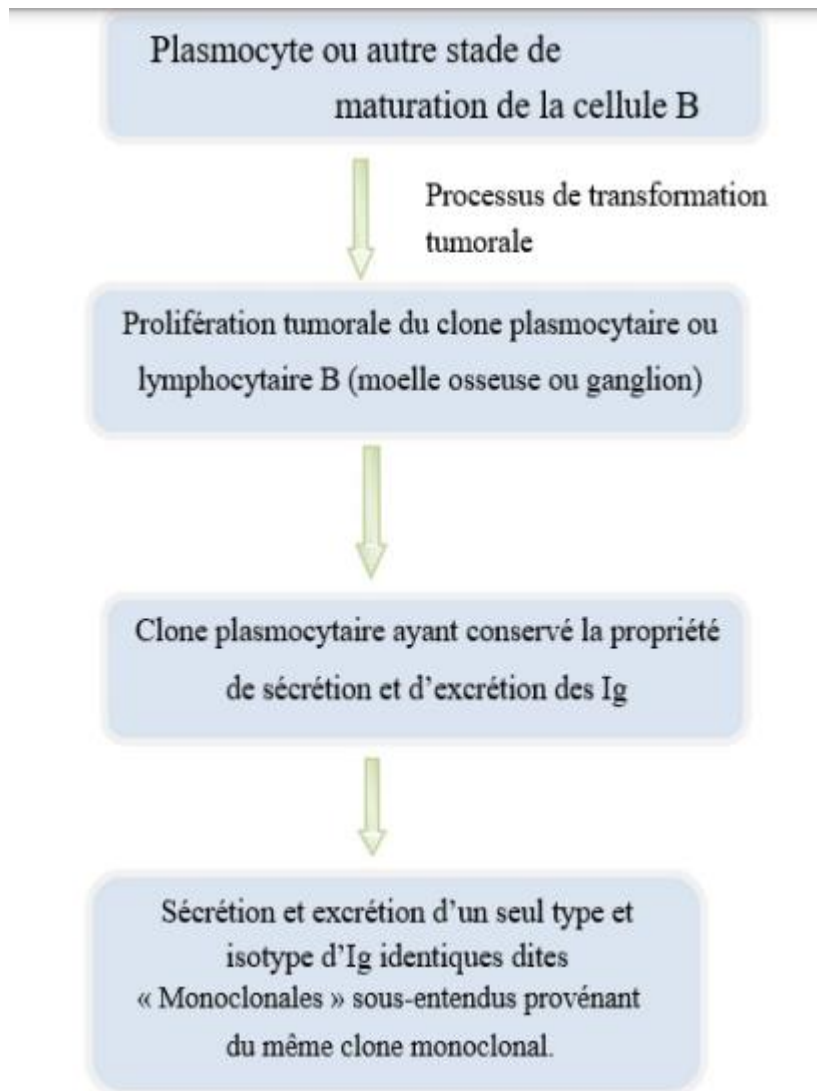 Plasmocyte ou autre stade de
maturation de la cellule B
Processus de transformation
tumorale
Prolifération tumorale du clone plasmocytaire ou
lymphocytaire B (moelle osseuse ou ganglion)
Clone plasmocytaire ayant conservé la propriété
de sécrétion et d’excrétion des Ig
Sécrétion et excrétion d’un seul type et
isotype d’Ig identiques dites
« Monoclonales » sous-entendus provénant
du même clone monoclonal.